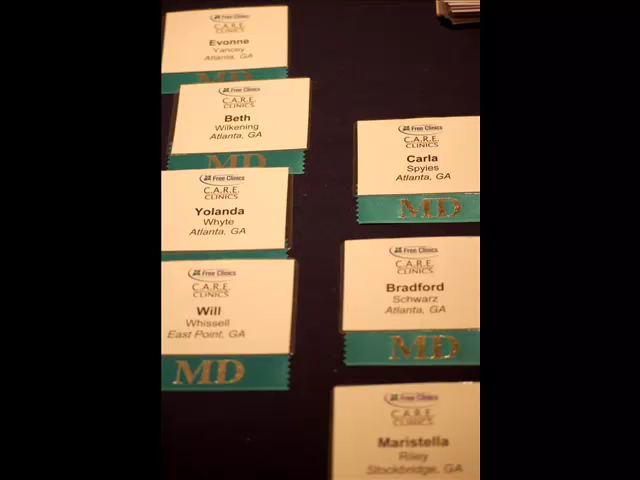 Free Clinics
C.A.R.E.
CLINICS
Evonne
Yancey
Atlanta, GA
MD
Free Clinics
C.A.R.E.
CLINICS
Beth
Wilkening
Atlanta, GA
MD
Free Clinics
C.A.R.E.
CLINICS
Yolanda
Whyte
Atlanta, GA
Free Clinics
C.A.R.E.
CLINICS
Will
Whissell
East Point, GA
MD
Free Clinics
C.A.R.E.
CLINICS
Carla
Spyies
Atlanta, GA
MD
Free Clinics
C.A.R.E.
CLINICS
Bradford
Schwarz
Atlanta, GA
MD
Free Clinics
C.A.R.E.
CLINICS
Maristella
Riley
Stockbridge, GA